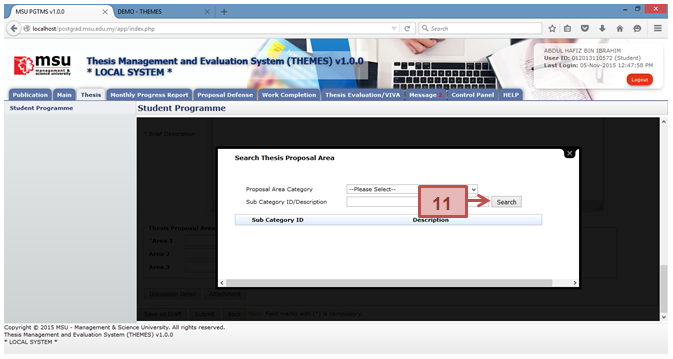 MSU PGTMS v1.0.0
DEMO - THEMES
localhost/postgrad.msu.edu.my/app/index.php
Search
msu
management &
science university
Thesis Management and Evaluation System (THEMES) v1.0.0
* LOCAL SYSTEM *
ABDUL HAFIZ BIN IBRAHIM
User ID: 012013110572 (Student)
Last Login: 05-Nov-2015 12:47:58 PM
Logout
Publication Main Thesis Monthly Progress Report Proposal Defense Work Completion Thesis Evaluation/VIVA Message Control Panel HELP
Student Programme
Student Programme
* Brief Description
Search Thesis Proposal Area
Proposal Area Category
--Please Select--
Sub Category ID/Description
11
Search
Sub Category ID Description
Thesis Proposal Area
*Area 1
Area 2
Area 3
Attachment
Save as Draft Submit Back
Copyright © 2015 MSU - Management & Science University. All rights reserved.
Thesis Management and Evaluation System (THEMES) v1.0.0
* LOCAL SYSTEM *